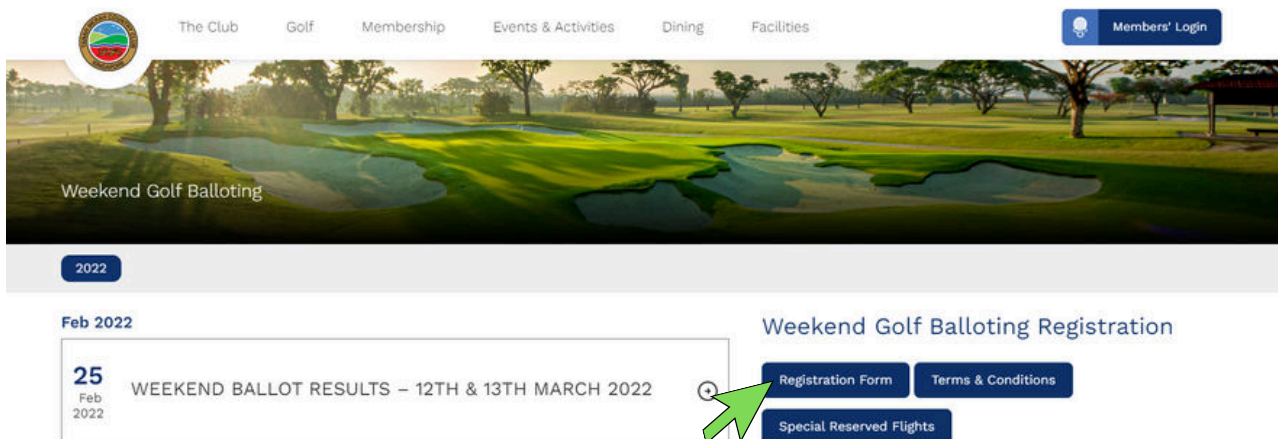 The Club Golf Membership Events & Activities Dining Facilities Members' Login
Weekend Golf Balloting
2022
Feb 2022
25
Feb
2022
WEEKEND BALLOT RESULTS – 12TH & 13TH MARCH 2022
Weekend Golf Balloting Registration
Registration Form Terms & Conditions
Special Reserved Flights